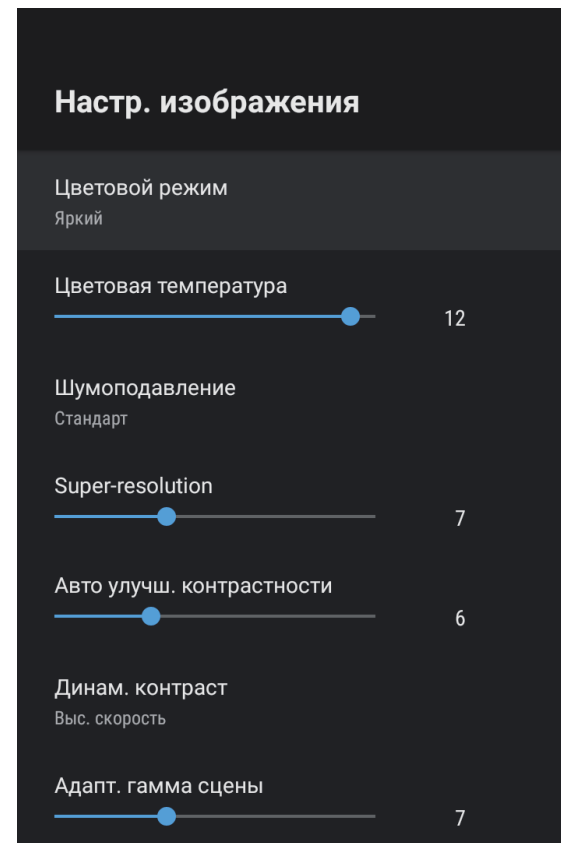 Настр. изображения
Цветовой режим
Яркий
Цветовая температура
12
Шумоподавление
Стандарт
Super-resolution
7
Авто улучш. контрастности
6
Динам. контраст
Выс. скорость
Адапт. гамма сцены
7